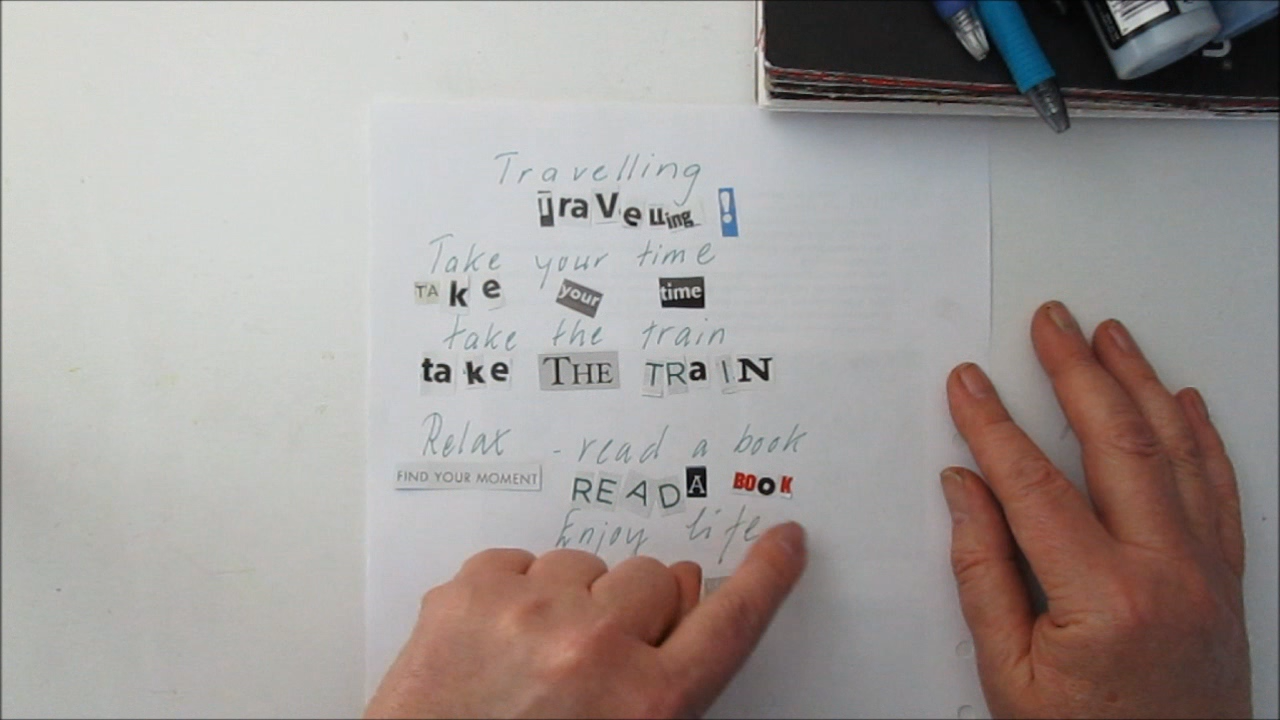 Travelling
TraVeLLing !
Take your time
TAke your time
take the train
take THE TRaIN
Relax - read a book
FIND YOUR MOMENT READ A BOOK
Enjoy life